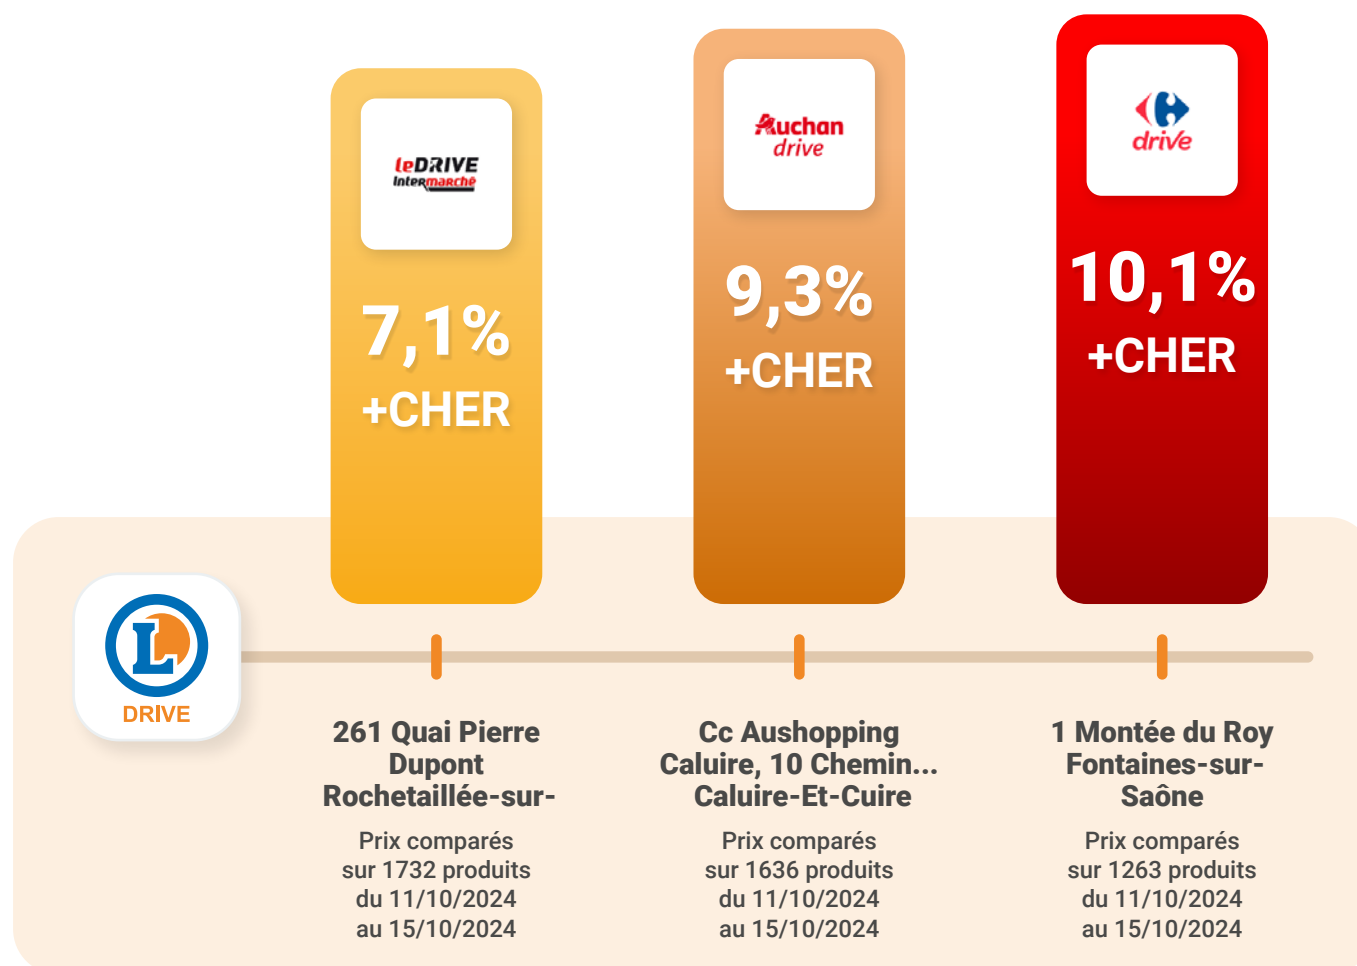 leDRIVE
Intermarché
7,1%
+CHER
Auchan
drive
9,3%
+CHER
drive
10,1%
+CHER
L
DRIVE
261 Quai Pierre
Dupont
Rochetaillée-sur-
Prix comparés
sur 1732 produits
du 11/10/2024
au 15/10/2024
Cc Aushopping
Caluire, 10 Chemin...
Caluire-Et-Cuire
Prix comparés
sur 1636 produits
du 11/10/2024
au 15/10/2024
1 Montée du Roy
Fontaines-sur-
Saône
Prix comparés
sur 1263 produits
du 11/10/2024
au 15/10/2024